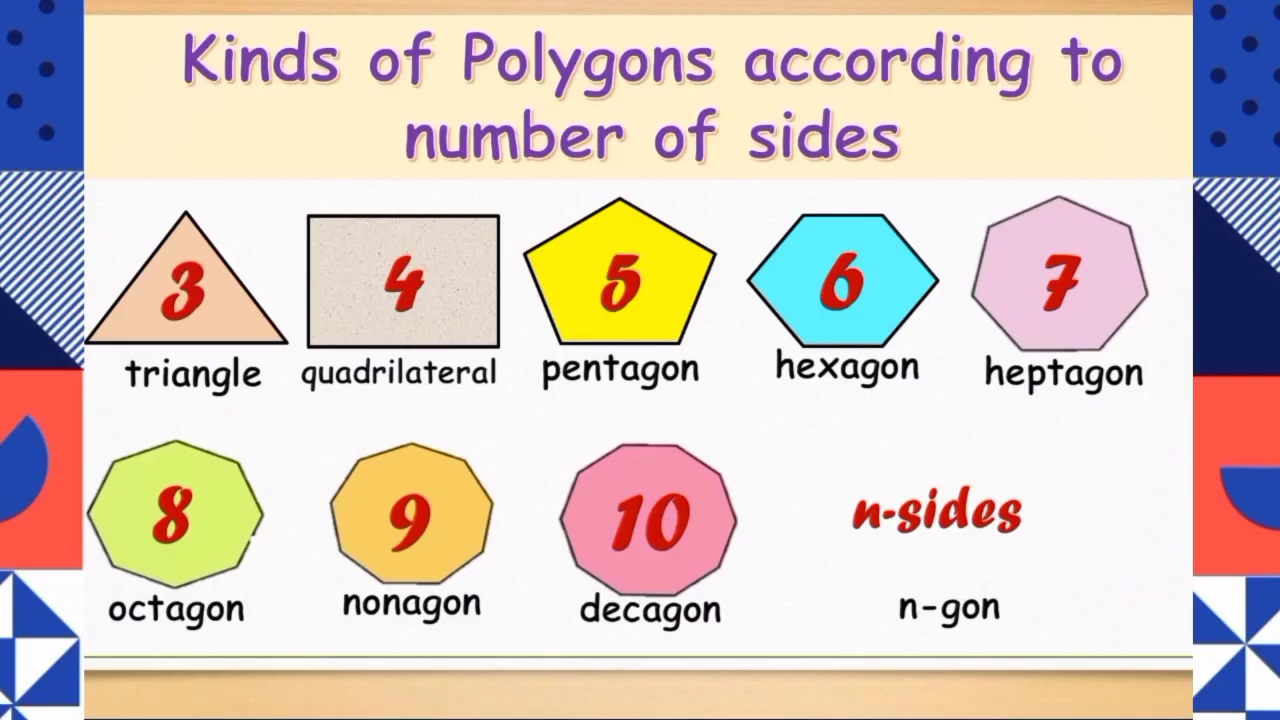 Kinds of Polygons according to
number of sides
3
4
5
6
7
triangle
quadrilateral
pentagon
hexagon
heptagon
8
9
10
n-sides
octagon
nonagon
decagon
n-gon